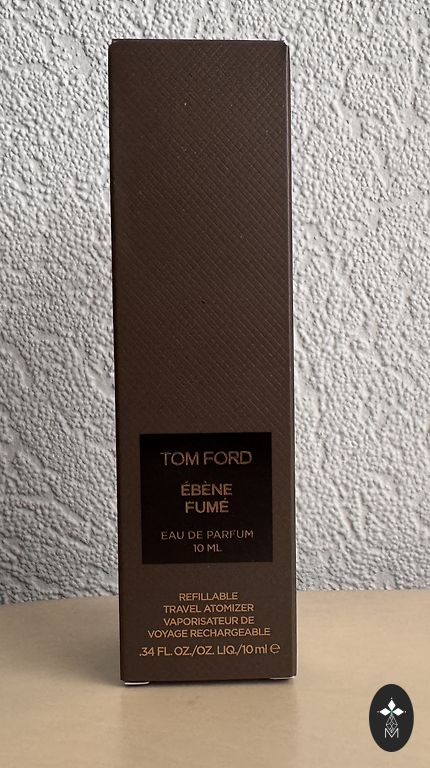 TOM FORD
ÉBÈNE
FUMÉ
EAU DE PARFUM
10 ML
REFILLABLE
TRAVEL ATOMIZER
VAPORISATEUR DE
VOYAGE RECHARGEABLE
.34 FL. OZ./OZ. LIQ./10 ml ℮
M